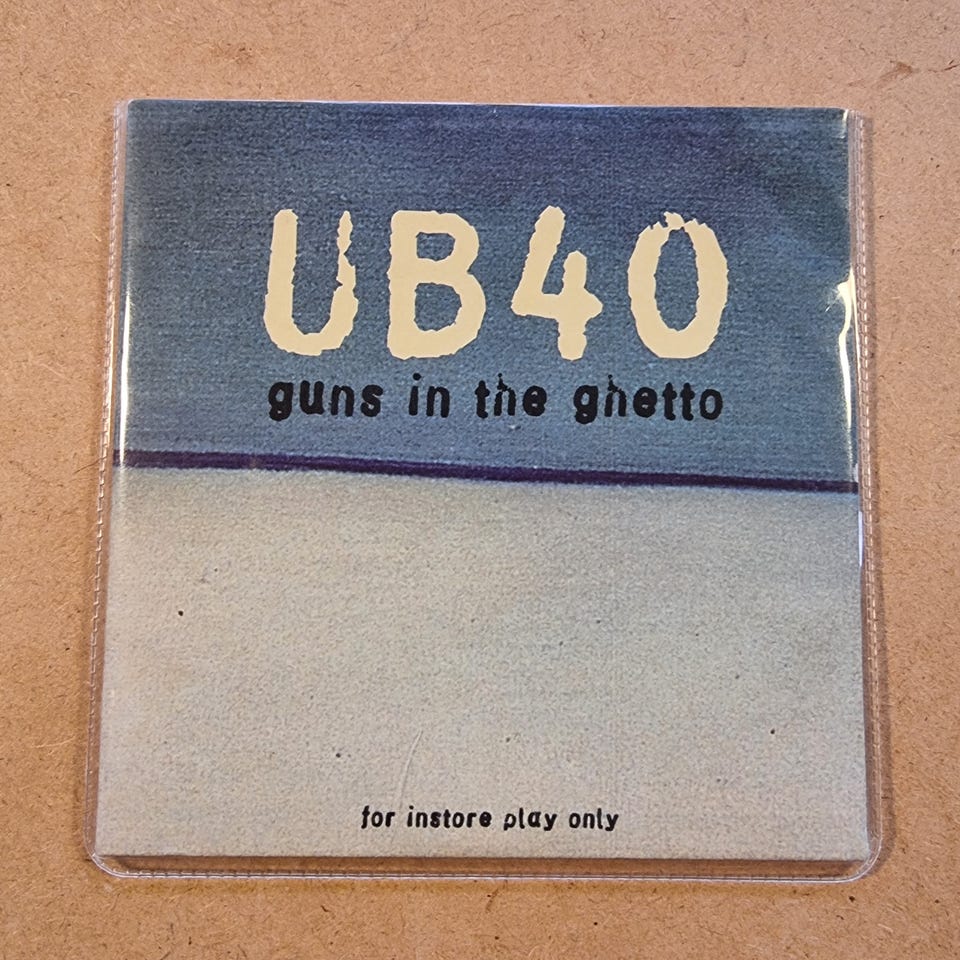 UB40
guns in the ghetto
for instore play only